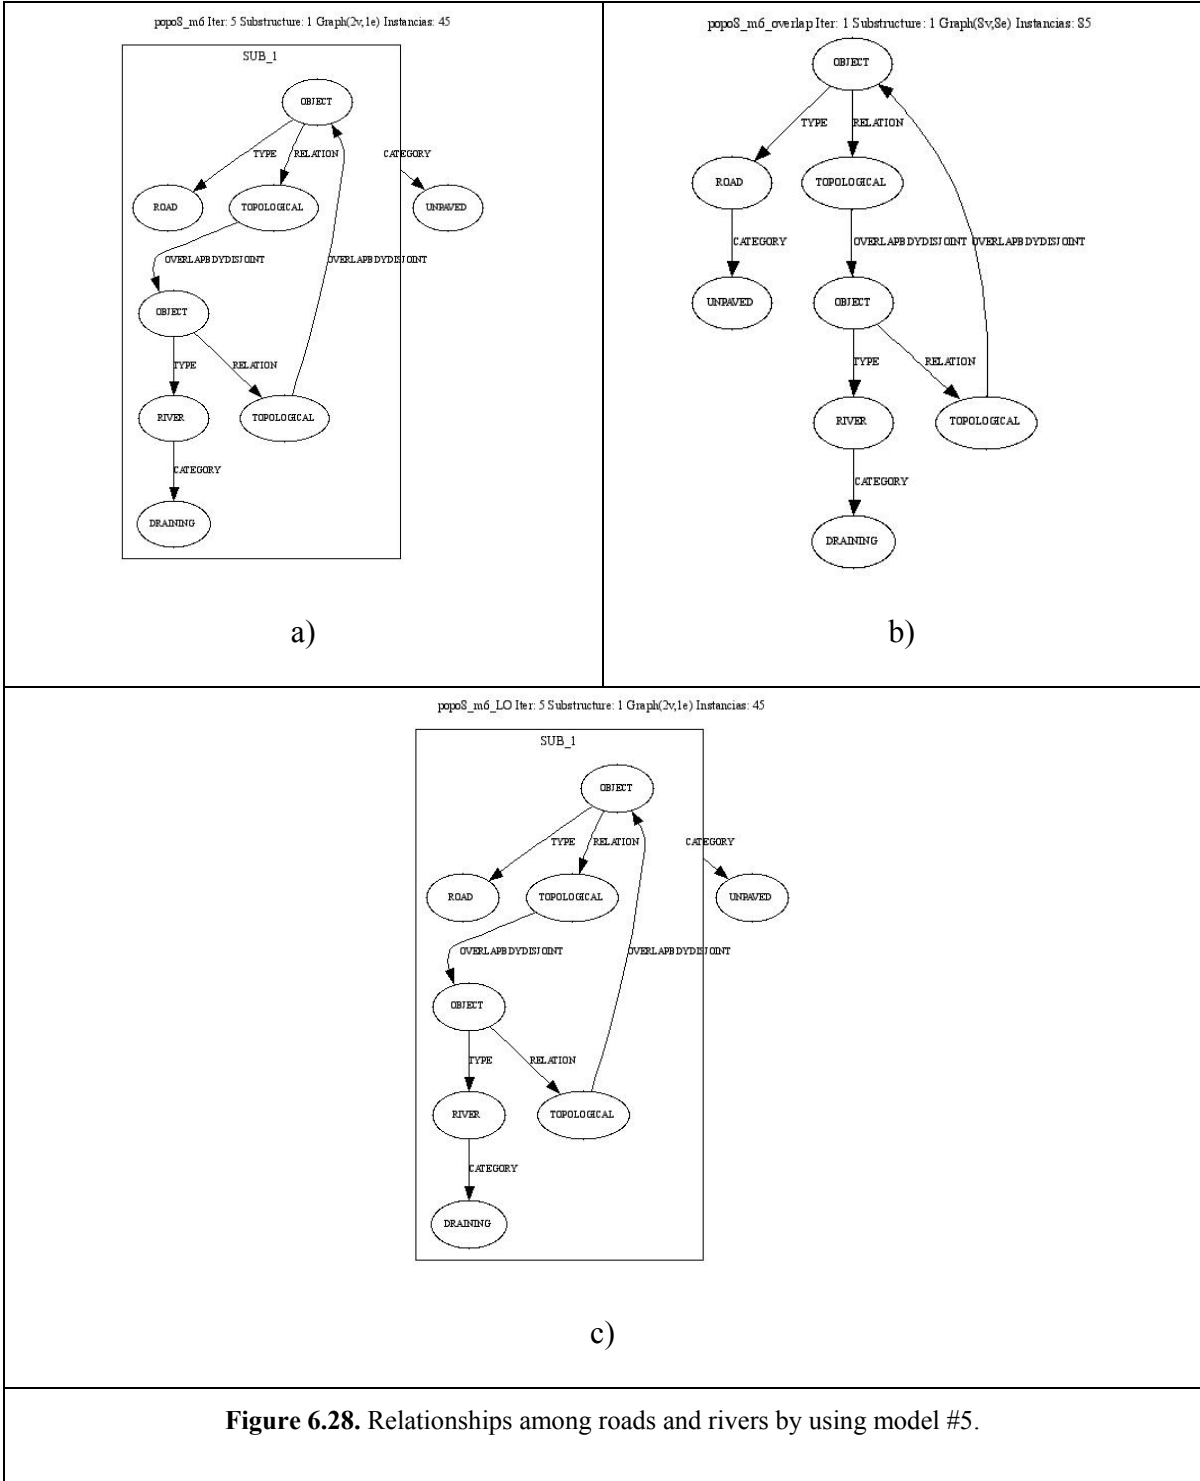 popo8_m6 Iter: 5 Substructure: 1 Graph(2v,1e) Instancias: 45
SUB_1
OBJECT
TYPE
RELATION
CATEGORY
ROAD
TOPOLOGICAL
UNPAVED
OVERLAPBDYDISJOINT
OVERLAPBDYDISJOINT
OBJECT
TYPE
RELATION
RIVER
TOPOLOGICAL
CATEGORY
DRAINING
a)
popo8_m6_overlap Iter: 1 Substructure: 1 Graph(8v,8e) Instancias: 85
OBJECT
TYPE
RELATION
ROAD
TOPOLOGICAL
CATEGORY
OVERLAPBDYDISJOINT
OVERLAPBDYDISJOINT
UNPAVED
OBJECT
TYPE
RELATION
RIVER
TOPOLOGICAL
CATEGORY
DRAINING
b)
popo8_m6_LO Iter: 5 Substructure: 1 Graph(2v,1e) Instancias: 45
SUB_1
OBJECT
TYPE
RELATION
CATEGORY
ROAD
TOPOLOGICAL
UNPAVED
OVERLAPBDYDISJOINT
OVERLAPBDYDISJOINT
OBJECT
TYPE
RELATION
RIVER
TOPOLOGICAL
CATEGORY
DRAINING
c)
Figure 6.28. Relationships among roads and rivers by using model #5.